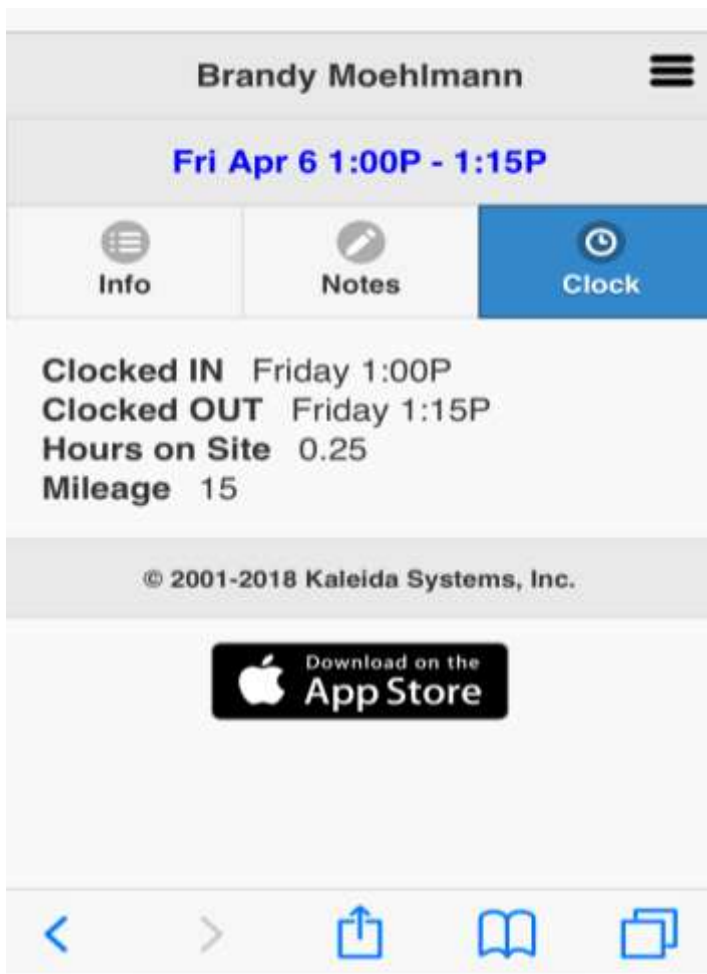 Brandy Moehlmann
Fri Apr 6 1:00P - 1:15P
Info Notes Clock
Clocked IN Friday 1:00P
Clocked OUT Friday 1:15P
Hours on Site 0.25
Mileage 15
© 2001-2018 Kaleida Systems, Inc.
Download on the
App Store